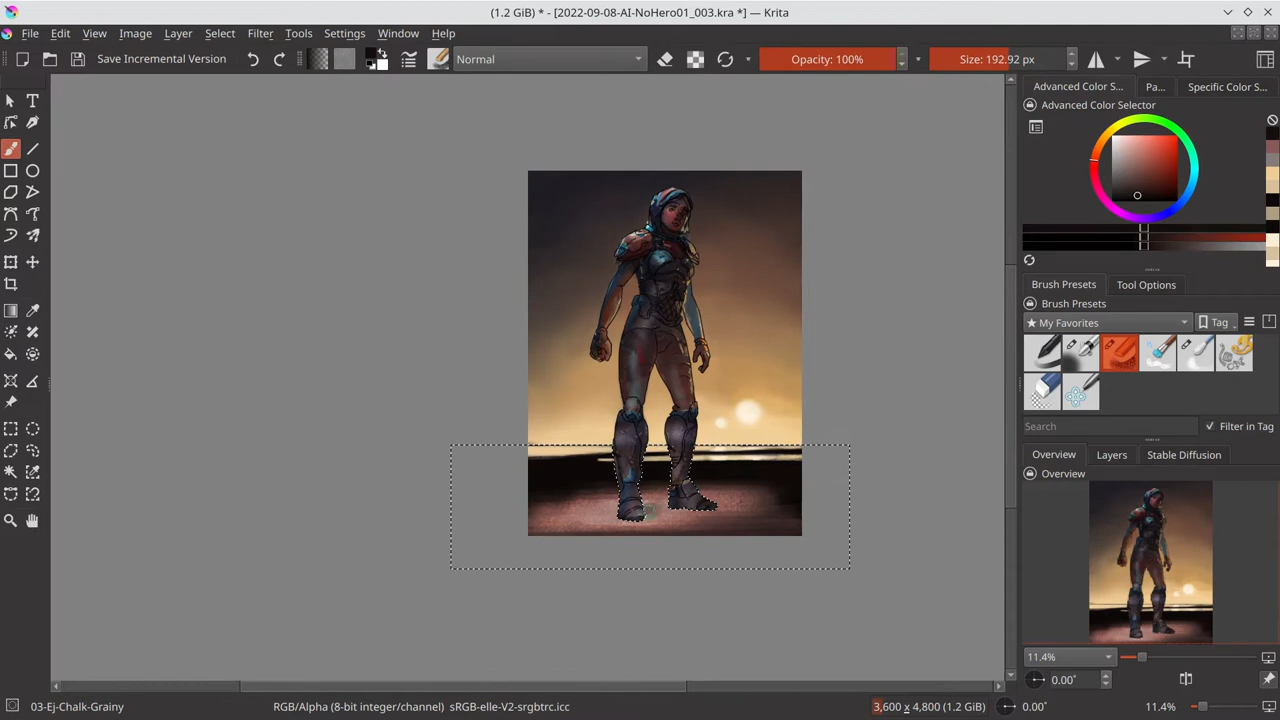 (1.2 GiB) * - [2022-09-08-AI-NoHero01_003.kra *] — Krita
File Edit View Image Layer Select Filter Tools Settings Window Help
Save Incremental Version Normal Opacity: 100% Size: 192.92 px
Advanced Color S... Pa... Specific Color S...
Advanced Color Selector
Brush Presets Tool Options
Brush Presets
My Favorites Tag
Search Filter in Tag
Overview Layers Stable Diffusion
Overview
11.4%
0.00°
03-Ej-Chalk-Grainy RGB/Alpha (8-bit integer/channel) sRGB-elle-V2-srgbtrc.icc 3,600 x 4,800 (1.2 GiB) 0.00° 11.4%